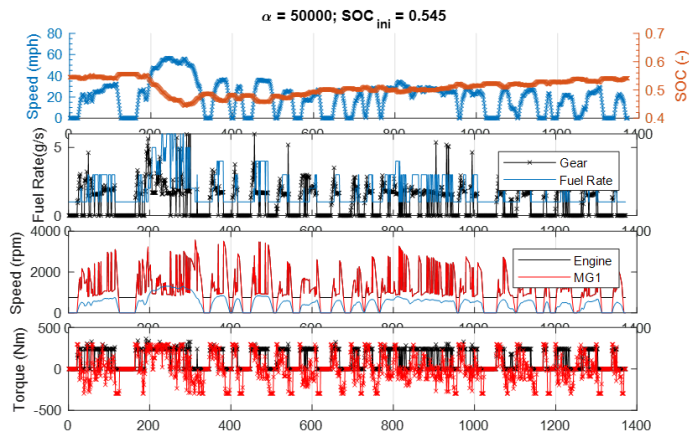 α = 50000; SOC_ini = 0.545
80
60
40
20
0
Speed (mph)
0.7
0.6
0.5
0.4
SOC (-)
0 200 400 600 800 1000 1200 1400
5
0
Fuel Rate(g/s)
Gear
Fuel Rate
0 200 400 600 800 1000 1200 1400
4000
2000
0
Speed (rpm)
Engine
MG1
0 200 400 600 800 1000 1200 1400
500
0
-500
Torque (Nm)
0 200 400 600 800 1000 1200 1400